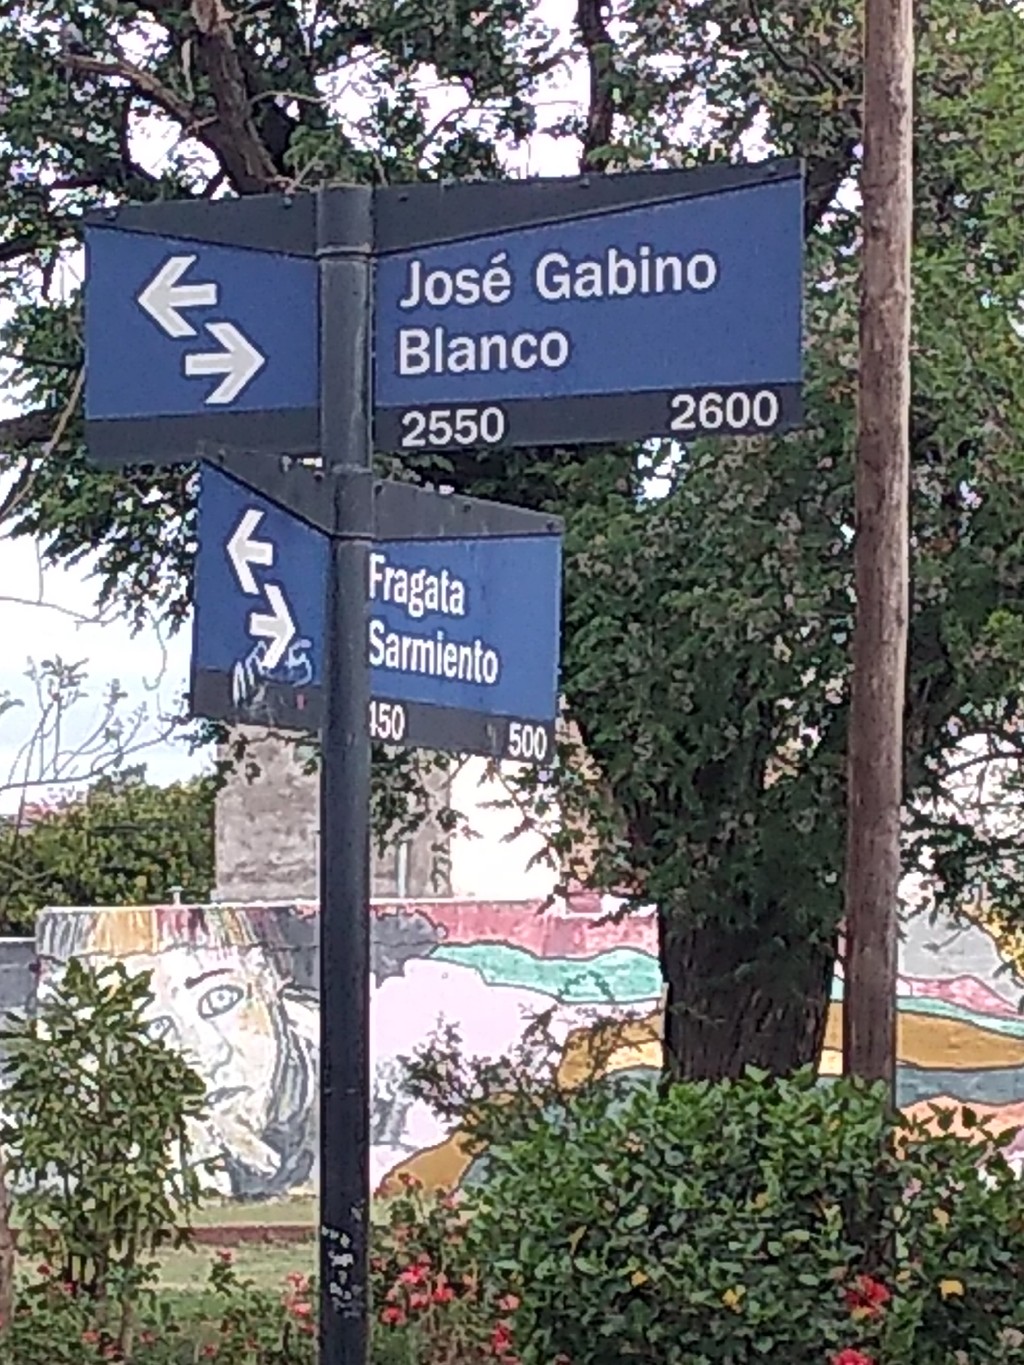 José Gabino
Blanco
2550 2600
Fragata
Sarmiento
450 500